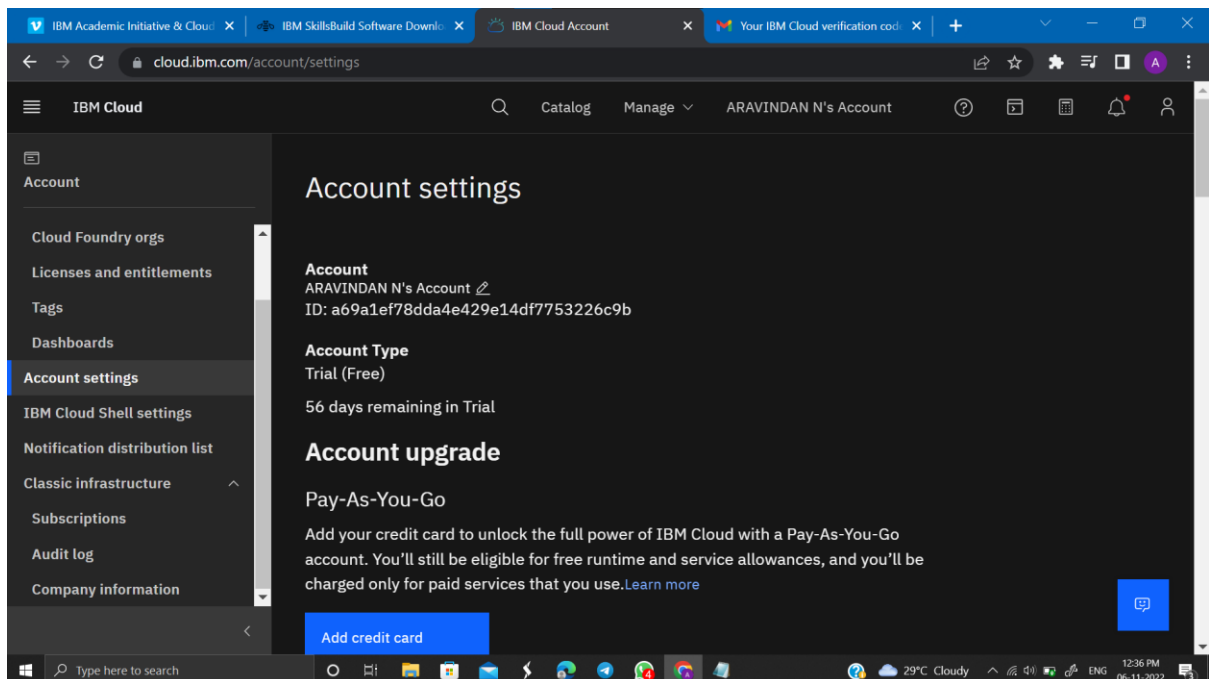 IBM Academic Initiative & Cloud
IBM SkillsBuild Software Downlo
IBM Cloud Account
Your IBM Cloud verification code
cloud.ibm.com/account/settings
A
IBM Cloud
Catalog
Manage
ARAVINDAN N's Account
Account
Cloud Foundry orgs
Licenses and entitlements
Tags
Dashboards
Account settings
IBM Cloud Shell settings
Notification distribution list
Classic infrastructure
Subscriptions
Audit log
Company information
Account settings
Account
ARAVINDAN N's Account
ID: a69a1ef78dda4e429e14df7753226c9b
Account Type
Trial (Free)
56 days remaining in Trial
Account upgrade
Pay-As-You-Go
Add your credit card to unlock the full power of IBM Cloud with a Pay-As-You-Go
account. You'll still be eligible for free runtime and service allowances, and you'll be
charged only for paid services that you use.Learn more
Add credit card
Type here to search
29°C Cloudy
ENG
12:36 PM
06-11-2022